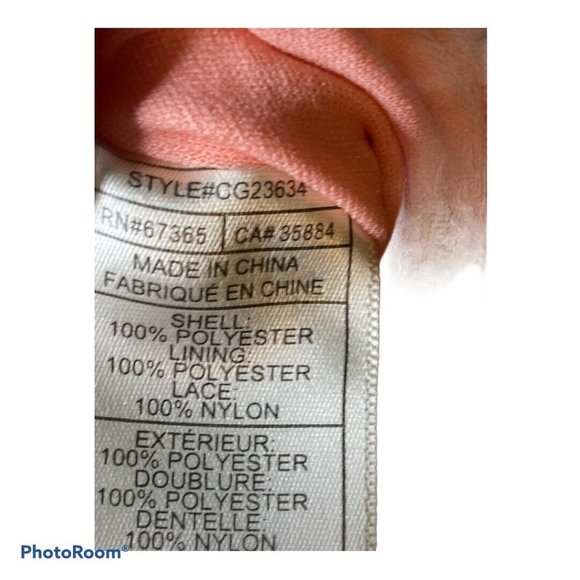 STYLE#CG23634
RN#67365 CA#35884
MADE IN CHINA
FABRIQUÉ EN CHINE
SHELL:
100% POLYESTER
LINING:
100% POLYESTER
LACE:
100% NYLON
EXTÉRIEUR:
100% POLYESTER
DOUBLURE:
100% POLYESTER
DENTELLE:
100% NYLON
PhotoRoom®